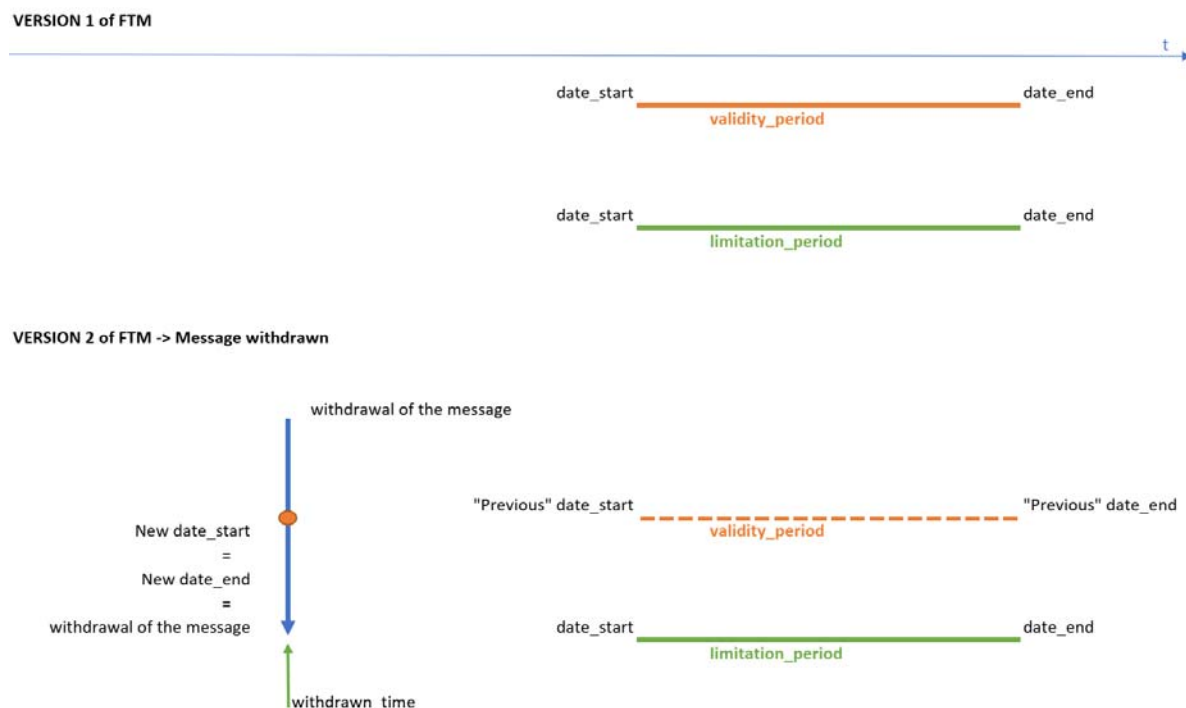 VERSION 1 of FTM
t
date_start
date_end
validity_period
date_start
date_end
limitation_period
VERSION 2 of FTM -> Message withdrawn
withdrawal of the message
"Previous" date_start
"Previous" date_end
validity_period
New date_start
=
New date_end
=
withdrawal of the message
date_start
date_end
limitation_period
withdrawn_time